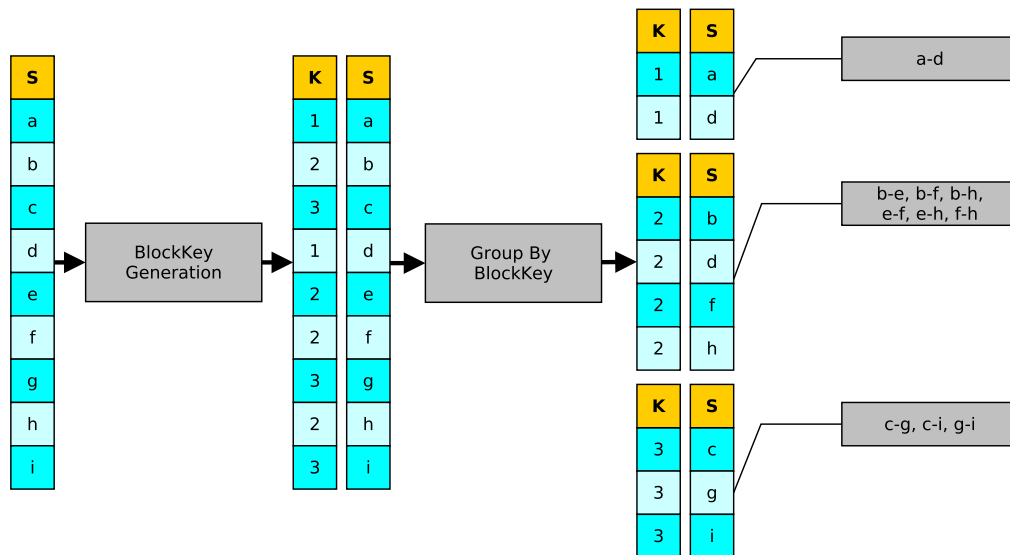 S
a
b
c
d
e
f
g
h
i
BlockKey
Generation
K S
1 a
2 b
3 c
1 d
2 e
2 f
3 g
2 h
3 i
Group By
BlockKey
K S
1 a
1 d
a-d
K S
2 b
2 d
2 f
2 h
b-e, b-f, b-h,
e-f, e-h, f-h
K S
3 c
3 g
3 i
c-g, c-i, g-i